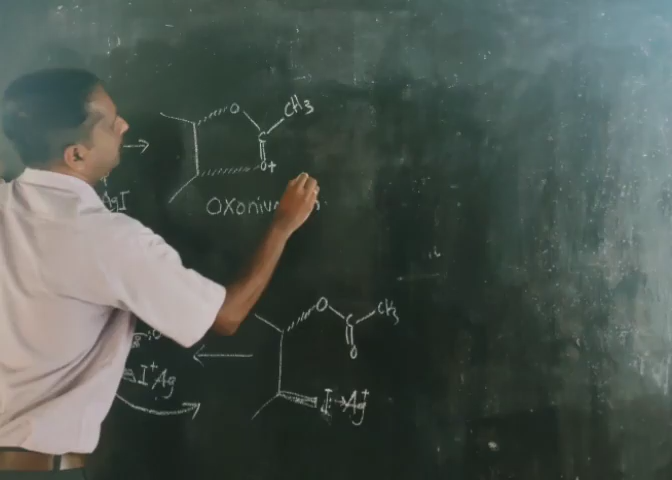 O CH3
C
O+
AgI
Oxoniu
O CH3
C
O
I+Ag
I Ag+